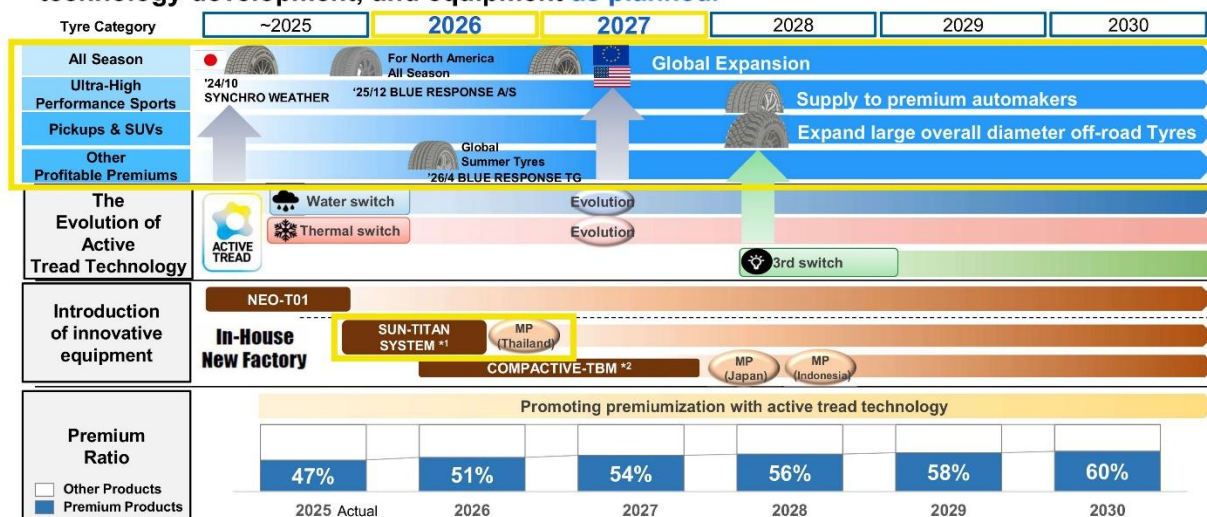 technology development, and equipment as planned.
Tyre Category
~2025
2026
2027
2028
2029
2030
All Season
For North America
All Season
Global Expansion
'24/10
SYNCHRO WEATHER
'25/12 BLUE RESPONSE A/S
Ultra-High
Performance Sports
Supply to premium automakers
Pickups & SUVs
Expand large overall diameter off-road Tyres
Other
Profitable Premiums
Global
Summer Tyres
'26/4 BLUE RESPONSE TG
The
Evolution of
Active
Tread Technology
ACTIVE
TREAD
Water switch
Evolution
Thermal switch
Evolution
3rd switch
Introduction
of innovative
equipment
NEO-T01
In-House
New Factory
SUN-TITAN
SYSTEM *1
MP
(Thailand)
COMPACTIVE-TBM *2
MP
(Japan)
MP
(Indonesia)
Premium
Ratio
Other Products
Premium Products
Promoting premiumization with active tread technology
47%
51%
54%
56%
58%
60%
2025 Actual
2026
2027
2028
2029
2030